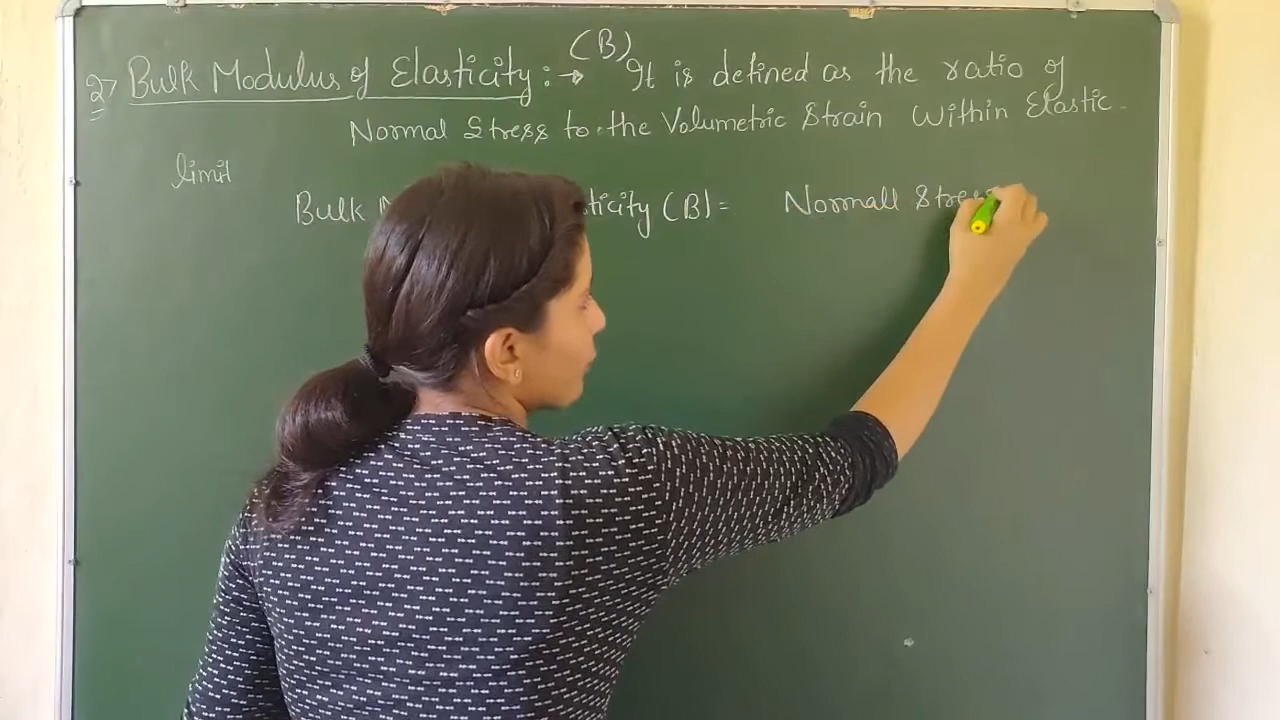 2) Bulk Modulus of Elasticity :→ (B) It is defined as the ratio of
Normal Stress to the Volumetric Strain Within Elastic
limit
Bulk ticity (B) = Normall Stress